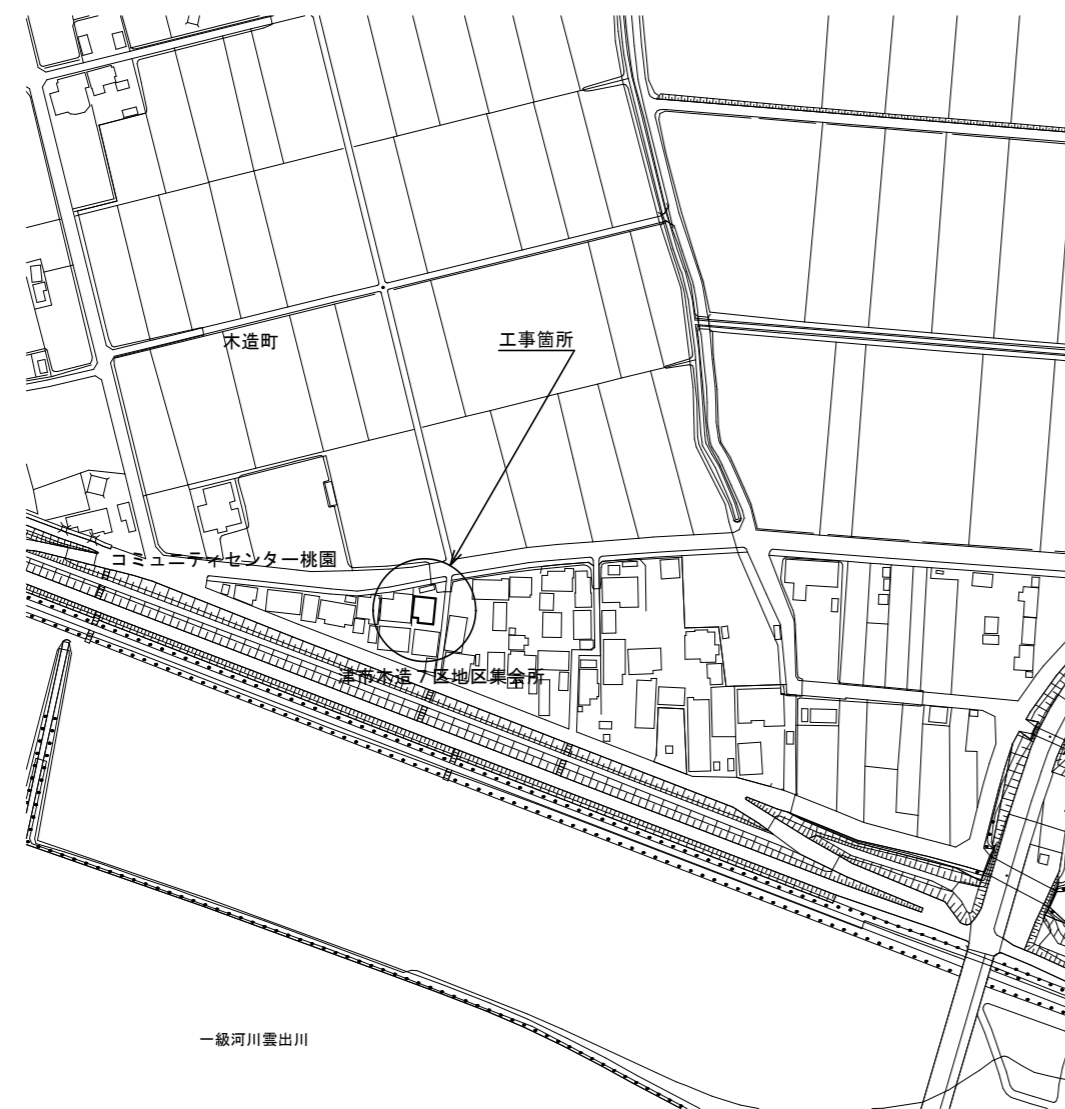 木造町
工事箇所
コミュニティセンター桃園
津市木造7区地区集会所
一級河川雲出川